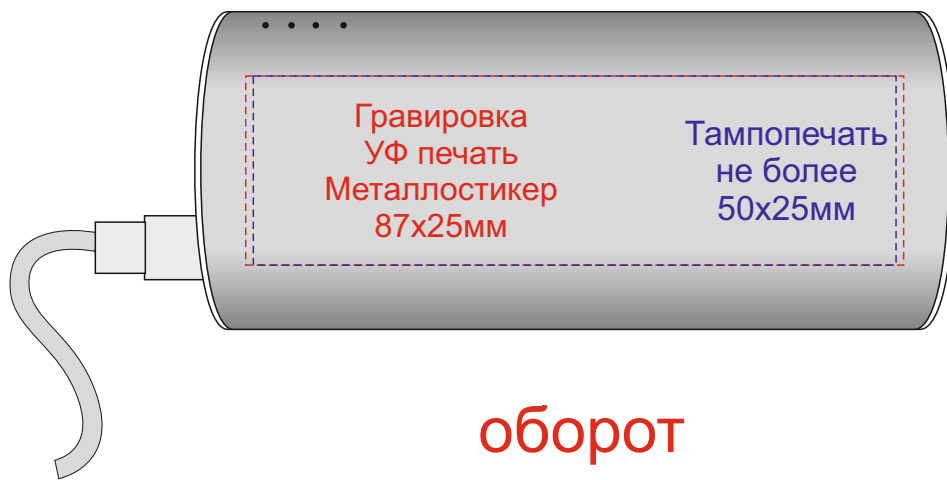 Гравировка
УФ печать
Металлостикер
87х25мм
Тампопечать
не более
50х25мм
оборот